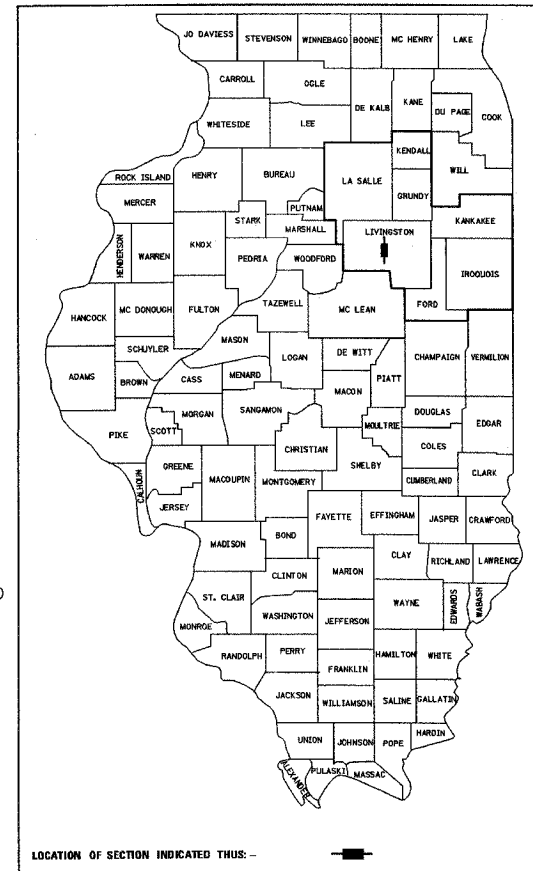 JO DAVIESS STEVENSON WINNEBAGO BOONE MC HENRY LAKE
CARROLL OGLE
DE KALB KANE DU PAGE COOK
WHITESIDE LEE
KENDALL WILL
ROCK ISLAND HENRY BUREAU LA SALLE GRUNDY
MERCER PUTNAM KANKAKEE
STARK MARSHALL LIVINGSTON
HENDERSON WARREN KNOX PEORIA WOODFORD IROQUOIS
FORD
HANCOCK MC DONOUGH FULTON TAZEWELL MC LEAN
MASON
SCHUYLER LOGAN DE WITT CHAMPAIGN VERMILION
ADAMS BROWN CASS MENARD PIATT
MACON
MORGAN SANGAMON DOUGLAS
PIKE SCOTT MOULTRIE COLES EDGAR
CHRISTIAN
GREENE MACOUPIN MONTGOMERY SHELBY CUMBERLAND CLARK
CALHOUN JERSEY
FAYETTE EFFINGHAM JASPER CRAWFORD
MADISON BOND
CLAY RICHLAND LAWRENCE
CLINTON MARION
ST. CLAIR WAYNE EDWARDS WABASH
WASHINGTON JEFFERSON
MONROE
RANDOLPH PERRY HAMILTON WHITE
FRANKLIN
JACKSON WILLIAMSON SALINE GALLATIN
HARDIN
UNION JOHNSON POPE
ALEXANDER PULASKI MASSAC
LOCATION OF SECTION INDICATED THUS: –